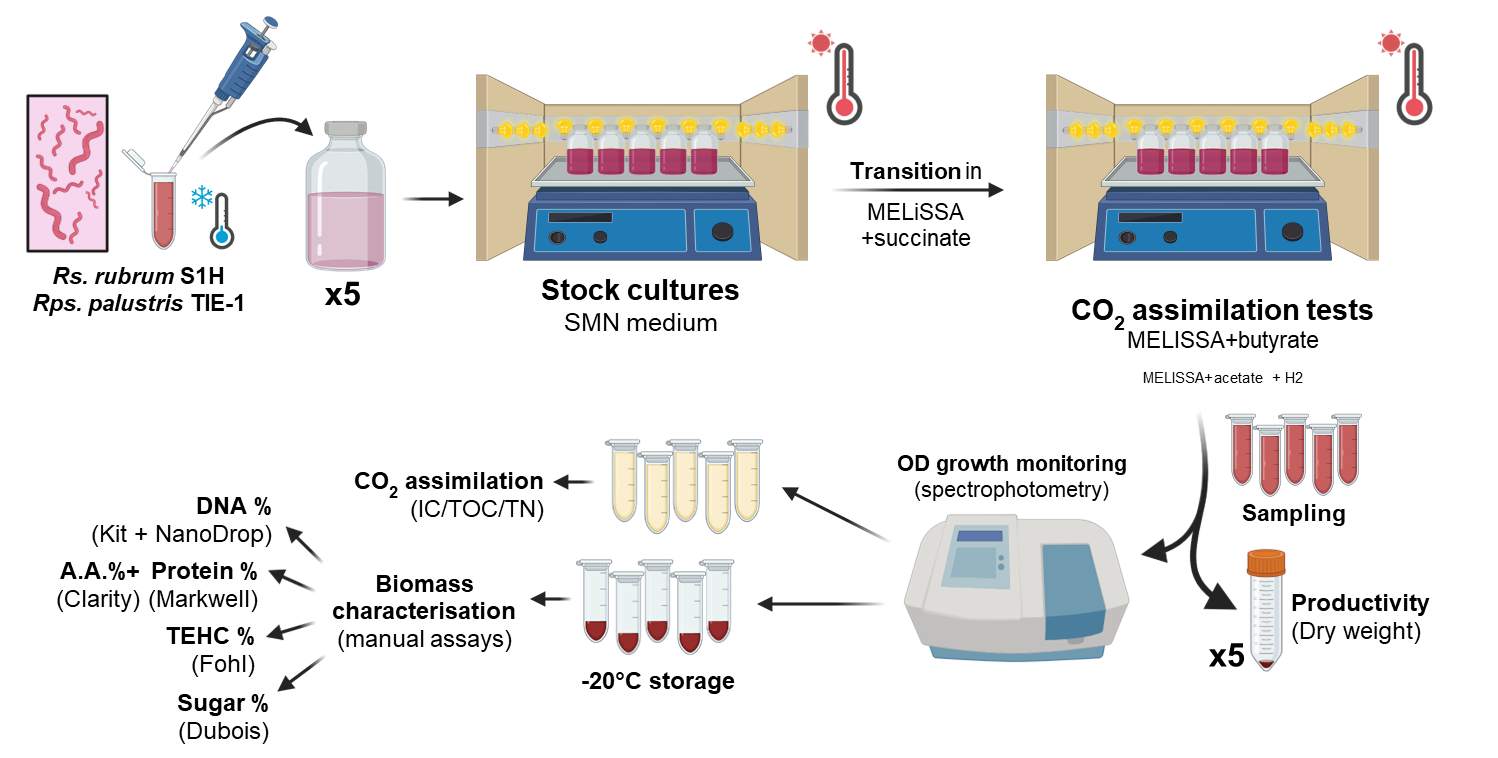 Rs. rubrum S1H
Rps. palustris TIE-1
x5
Stock cultures
SMN medium
Transition in
MELiSSA
+succinate
CO2 assimilation tests
MELISSA+butyrate
MELISSA+acetate + H2
Sampling
Productivity
(Dry weight)
x5
OD growth monitoring
(spectrophotometry)
CO2 assimilation
(IC/TOC/TN)
-20°C storage
Biomass
characterisation
(manual assays)
DNA %
(Kit + NanoDrop)
A.A.%+ Protein %
(Clarity) (Markwell)
TEHC %
(Fohl)
Sugar %
(Dubois)